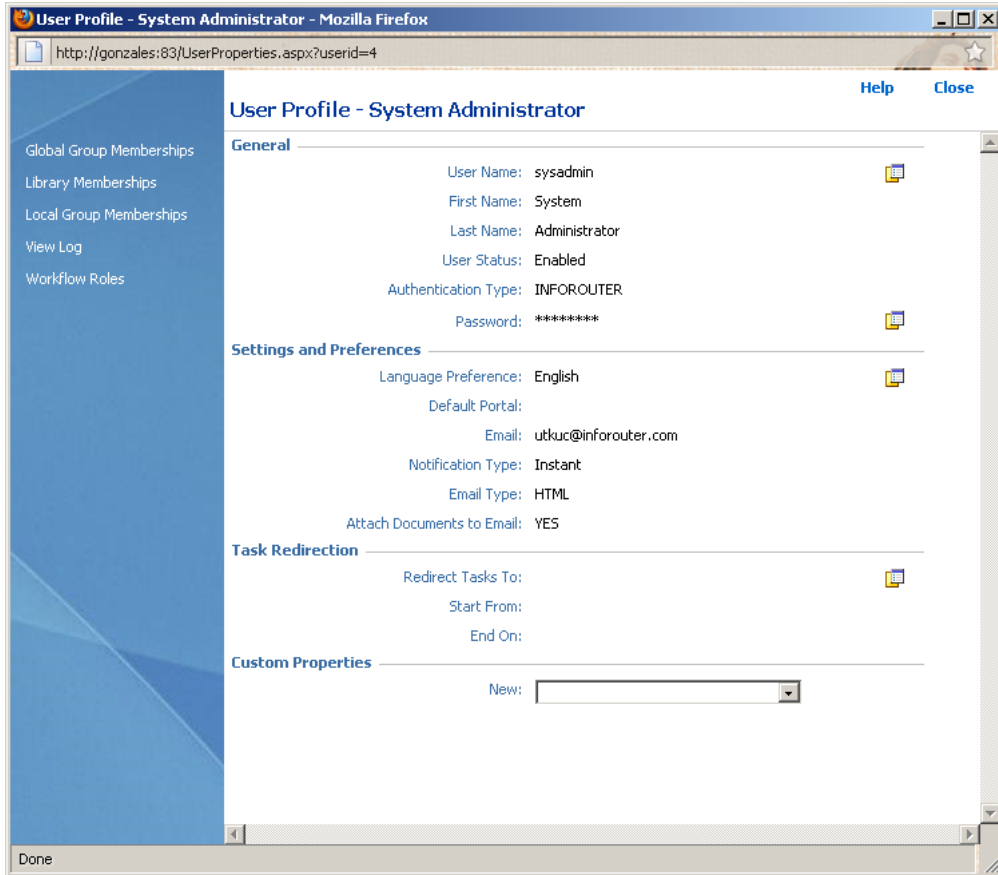 User Profile - System Administrator - Mozilla Firefox
http://gonzales:83/UserProperties.aspx?userid=4
Help Close
User Profile - System Administrator
Global Group Memberships
Library Memberships
Local Group Memberships
View Log
Workflow Roles
General
User Name: sysadmin
First Name: System
Last Name: Administrator
User Status: Enabled
Authentication Type: INFOROUTER
Password: ********
Settings and Preferences
Language Preference: English
Default Portal:
Email: utkuc@inforouter.com
Notification Type: Instant
Email Type: HTML
Attach Documents to Email: YES
Task Redirection
Redirect Tasks To:
Start From:
End On:
Custom Properties
New:
Done